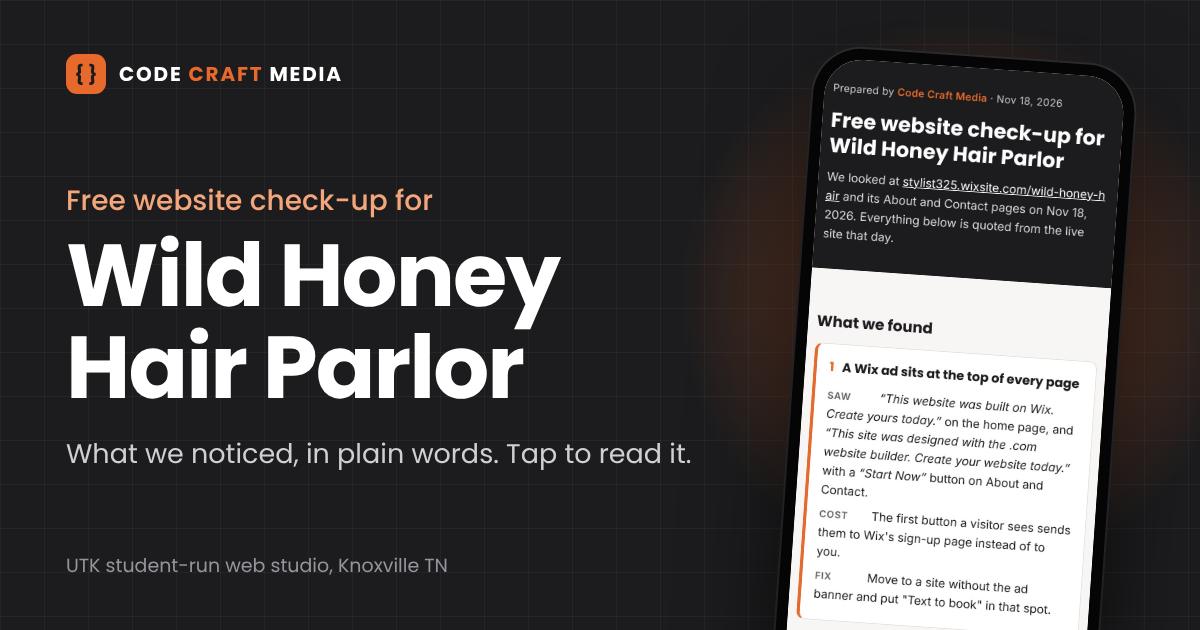 { } CODE CRAFT MEDIA
Free website check-up for
Wild Honey
Hair Parlor
What we noticed, in plain words. Tap to read it.
UTK student-run web studio, Knoxville TN
Prepared by Code Craft Media · Nov 18, 2026
Free website check-up for
Wild Honey Hair Parlor
We looked at stylist325.wixsite.com/wild-honey-h
air and its About and Contact pages on Nov 18,
2026. Everything below is quoted from the live
site that day.
What we found
1 A Wix ad sits at the top of every page
SAW “This website was built on Wix.
Create yours today.” on the home page, and
“This site was designed with the .com
website builder. Create your website today.”
with a “Start Now” button on About and
Contact.
COST The first button a visitor sees sends
them to Wix's sign-up page instead of to
you.
FIX Move to a site without the ad
banner and put "Text to book" in that spot.